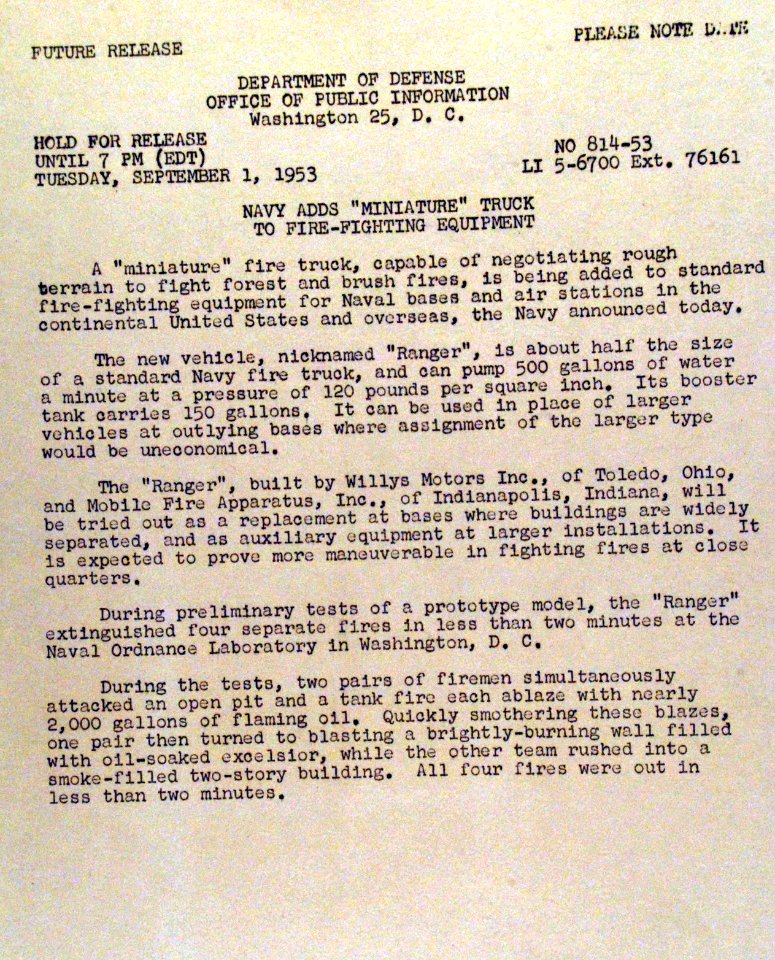 PLEASE NOTE DATE
FUTURE RELEASE
DEPARTMENT OF DEFENSE
OFFICE OF PUBLIC INFORMATION
Washington 25, D. C.
HOLD FOR RELEASE
UNTIL 7 PM (EDT)
TUESDAY, SEPTEMBER 1, 1953
NO 814-53
LI 5-6700 Ext. 76161
NAVY ADDS "MINIATURE" TRUCK
TO FIRE-FIGHTING EQUIPMENT
A "miniature" fire truck, capable of negotiating rough
terrain to fight forest and brush fires, is being added to standard
fire-fighting equipment for Naval bases and air stations in the
continental United States and overseas, the Navy announced today.
The new vehicle, nicknamed "Ranger", is about half the size
of a standard Navy fire truck, and can pump 500 gallons of water
a minute at a pressure of 120 pounds per square inch. Its booster
tank carries 150 gallons. It can be used in place of larger
vehicles at outlying bases where assignment of the larger type
would be uneconomical.
The "Ranger", built by Willys Motors Inc., of Toledo, Ohio,
and Mobile Fire Apparatus, Inc., of Indianapolis, Indiana, will
be tried out as a replacement at bases where buildings are widely
separated, and as auxiliary equipment at larger installations. It
is expected to prove more maneuverable in fighting fires at close
quarters.
During preliminary tests of a prototype model, the "Ranger"
extinguished four separate fires in less than two minutes at the
Naval Ordnance Laboratory in Washington, D. C.
During the tests, two pairs of firemen simultaneously
attacked an open pit and a tank fire each ablaze with nearly
2,000 gallons of flaming oil. Quickly smothering these blazes,
one pair then turned to blasting a brightly-burning wall filled
with oil-soaked excelsior, while the other team rushed into a
smoke-filled two-story building. All four fires were out in
less than two minutes.